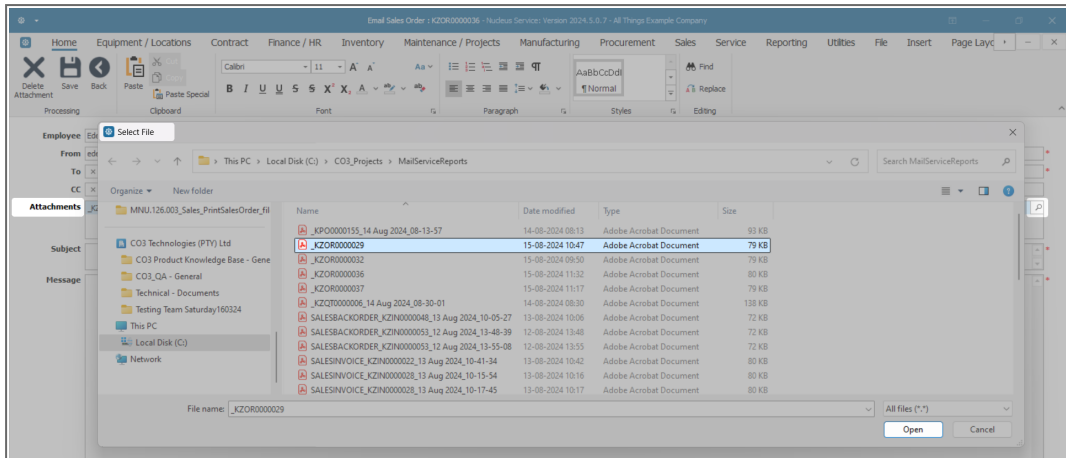 Email Sales Order : KZOR0000036 - Nucleus Service: Version 2024.5.0.7 - All Things Example Company
Home Equipment / Locations Contract Finance / HR Inventory Maintenance / Projects Manufacturing Procurement Sales Service Reporting Utilities File Insert Page Layc
Delete Attachment Save Back
Paste Cut Copy Paste Special
Calibri 11
AaBbCcDdI
¶ Normal
Find
Replace
Processing Clipboard Font Paragraph Styles Editing
Employee
From
To
CC
Attachments
Subject
Message
Select File
This PC > Local Disk (C:) > CO3_Projects > MailServiceReports
Search MailServiceReports
Organize New folder
MNU.126.003_Sales_PrintSalesOrder_fil
CO3 Technologies (PTY) Ltd
CO3 Product Knowledge Base - Gene
CO3_QA - General
Technical - Documents
Testing Team Saturday160324
This PC
Local Disk (C:)
Network
Name Date modified Type Size
_KPO0000155_14 Aug 2024_08-13-57 14-08-2024 08:13 Adobe Acrobat Document 93 KB
_KZOR0000029 15-08-2024 10:47 Adobe Acrobat Document 79 KB
_KZOR0000032 15-08-2024 09:50 Adobe Acrobat Document 79 KB
_KZOR0000036 15-08-2024 11:32 Adobe Acrobat Document 80 KB
_KZOR0000037 15-08-2024 11:17 Adobe Acrobat Document 79 KB
_KZQT0000006_14 Aug 2024_08-30-01 14-08-2024 08:30 Adobe Acrobat Document 138 KB
SALESBACKORDER_KZIN0000048_13 Aug 2024_10-05-27 13-08-2024 10:06 Adobe Acrobat Document 72 KB
SALESBACKORDER_KZIN0000053_12 Aug 2024_13-48-39 12-08-2024 13:48 Adobe Acrobat Document 72 KB
SALESBACKORDER_KZIN0000053_12 Aug 2024_13-55-08 12-08-2024 13:55 Adobe Acrobat Document 72 KB
SALESINVOICE_KZIN0000022_13 Aug 2024_10-41-34 13-08-2024 10:42 Adobe Acrobat Document 80 KB
SALESINVOICE_KZIN0000028_13 Aug 2024_10-15-54 13-08-2024 10:16 Adobe Acrobat Document 80 KB
SALESINVOICE_KZIN0000028_13 Aug 2024_10-17-45 13-08-2024 10:17 Adobe Acrobat Document 80 KB
File name: _KZOR0000029 All files (*.*)
Open Cancel